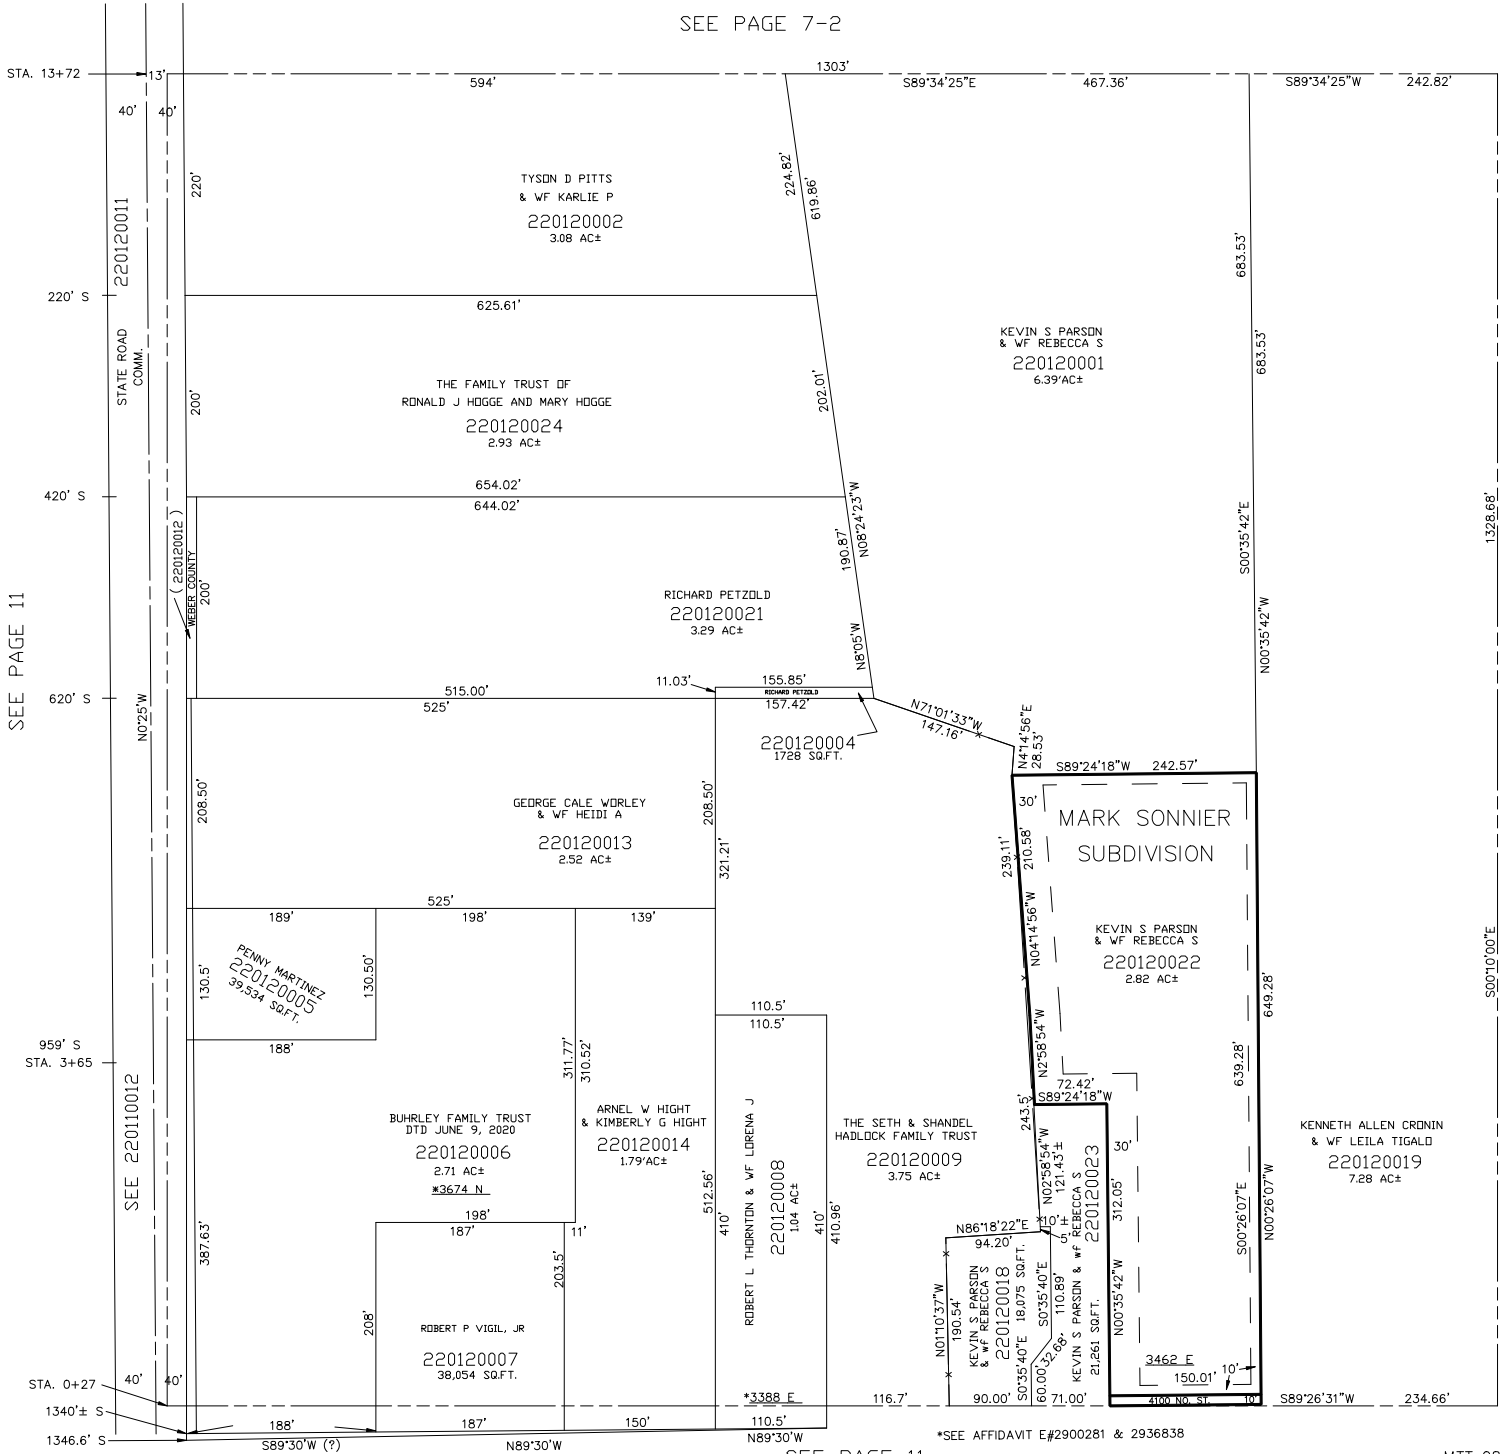 SEE PAGE 7-2
STA. 13+72
13'
1303'
594'
S89°34'25"E
467.36'
S89°34'25"W
242.82'
40'
40'
220'
220120011
TYSON D PITTS
& WF KARLIE P
220120002
3.08 AC±
224.82'
619.86'
683.53'
220' S
625.61'
STATE ROAD
COMM.
KEVIN S PARSON
& WF REBECCA S
220120001
6.39'AC±
683.53'
THE FAMILY TRUST OF
RONALD J HOGGE AND MARY HOGGE
220120024
2.93 AC±
200'
202.01'
420' S
654.02'
644.02'
N08°24'23"W
190.87'
S00°35'42"E
1328.68'
( 220120012 )
WEBER COUNTY
200'
SEE PAGE 11
RICHARD PETZOLD
220120021
3.29 AC±
N8°05'W
N00°35'42"W
620' S
N0°25'W
515.00'
525'
11.03'
155.85'
RICHARD PETZOLD
157.42'
220120004
1728 SQ.FT.
N71°01'33"W
147.16'
N4°14'56"E
28.53'
S89°24'18"W
242.57'
30'
MARK SONNIER
SUBDIVISION
208.50'
GEORGE CALE WORLEY
& WF HEIDI A
220120013
2.52 AC±
208.50'
321.21'
239.11'
210.58'
525'
189'
198'
139'
N04°14'56"W
KEVIN S PARSON
& WF REBECCA S
220120022
2.82 AC±
S00°10'00"E
PENNY MARTINEZ
220120005
39,534 SQ.FT.
130.5'
130.50'
649.28'
110.5'
110.5'
188'
959' S
STA. 3+65
311.77'
310.52'
N2°58'54"W
639.28'
72.42'
S89°24'18"W
243.5'
SEE 220110012
BUHRLEY FAMILY TRUST
DTD JUNE 9, 2020
220120006
2.71 AC±
*3674 N
ARNEL W HIGHT
& KIMBERLY G HIGHT
220120014
1.79'AC±
ROBERT L THORNTON & WF LORENA J
220120008
1.04 AC±
THE SETH & SHANDEL
HADLOCK FAMILY TRUST
220120009
3.75 AC±
N02°58'54"W
121.43'±
30'
KENNETH ALLEN CRONIN
& WF LEILA TIGALO
220120019
7.28 AC±
512.56'
410'
410'
410.96'
312.05'
S00°26'07"E
N00°26'07"W
198'
187'
11'
387.63'
203.5'
N86°18'22"E
94.20'
10'±
5'
KEVIN S PARSON & wf REBECCA S
220120023
21,261 SQ.FT.
N01°10'37"W
190.54'
KEVIN S PARSON
& wf REBECCA S
220120018
18,075 SQ.FT.
S0°35'40"E
110.89'
N00°35'42"W
208'
ROBERT P VIGIL, JR
220120007
38,054 SQ.FT.
S0°35'40"E
60.00'
32.68'
3462 E
10'
150.01'
STA. 0+27
40'
40'
*3388 E
116.7'
90.00'
71.00'
4100 NO. ST.
10'
S89°26'31"W
234.66'
1340'± S
188'
187'
150'
110.5'
1346.6' S
S89°30'W (?)
N89°30'W
N89°30'W
*SEE AFFIDAVIT E#2900281 & 2936838
SEE PAGE 11